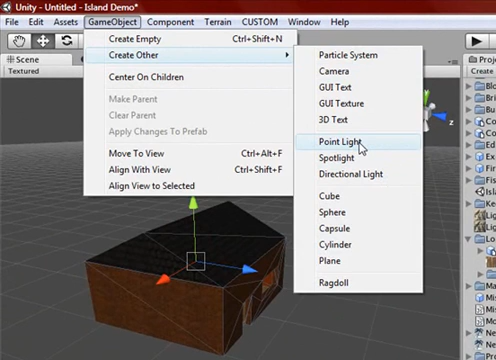 Unity - Untitled - Island Demo*
File Edit Assets GameObject Component Terrain CUSTOM Window Help
Scene
Textured
Create Empty Ctrl+Shift+N
Create Other
Center On Children
Make Parent
Clear Parent
Apply Changes To Prefab
Move To View Ctrl+Alt+F
Align With View Ctrl+Shift+F
Align View to Selected
Particle System
Camera
GUI Text
GUI Texture
3D Text
Point Light
Spotlight
Directional Light
Cube
Sphere
Capsule
Cylinder
Plane
Ragdoll
z
Create